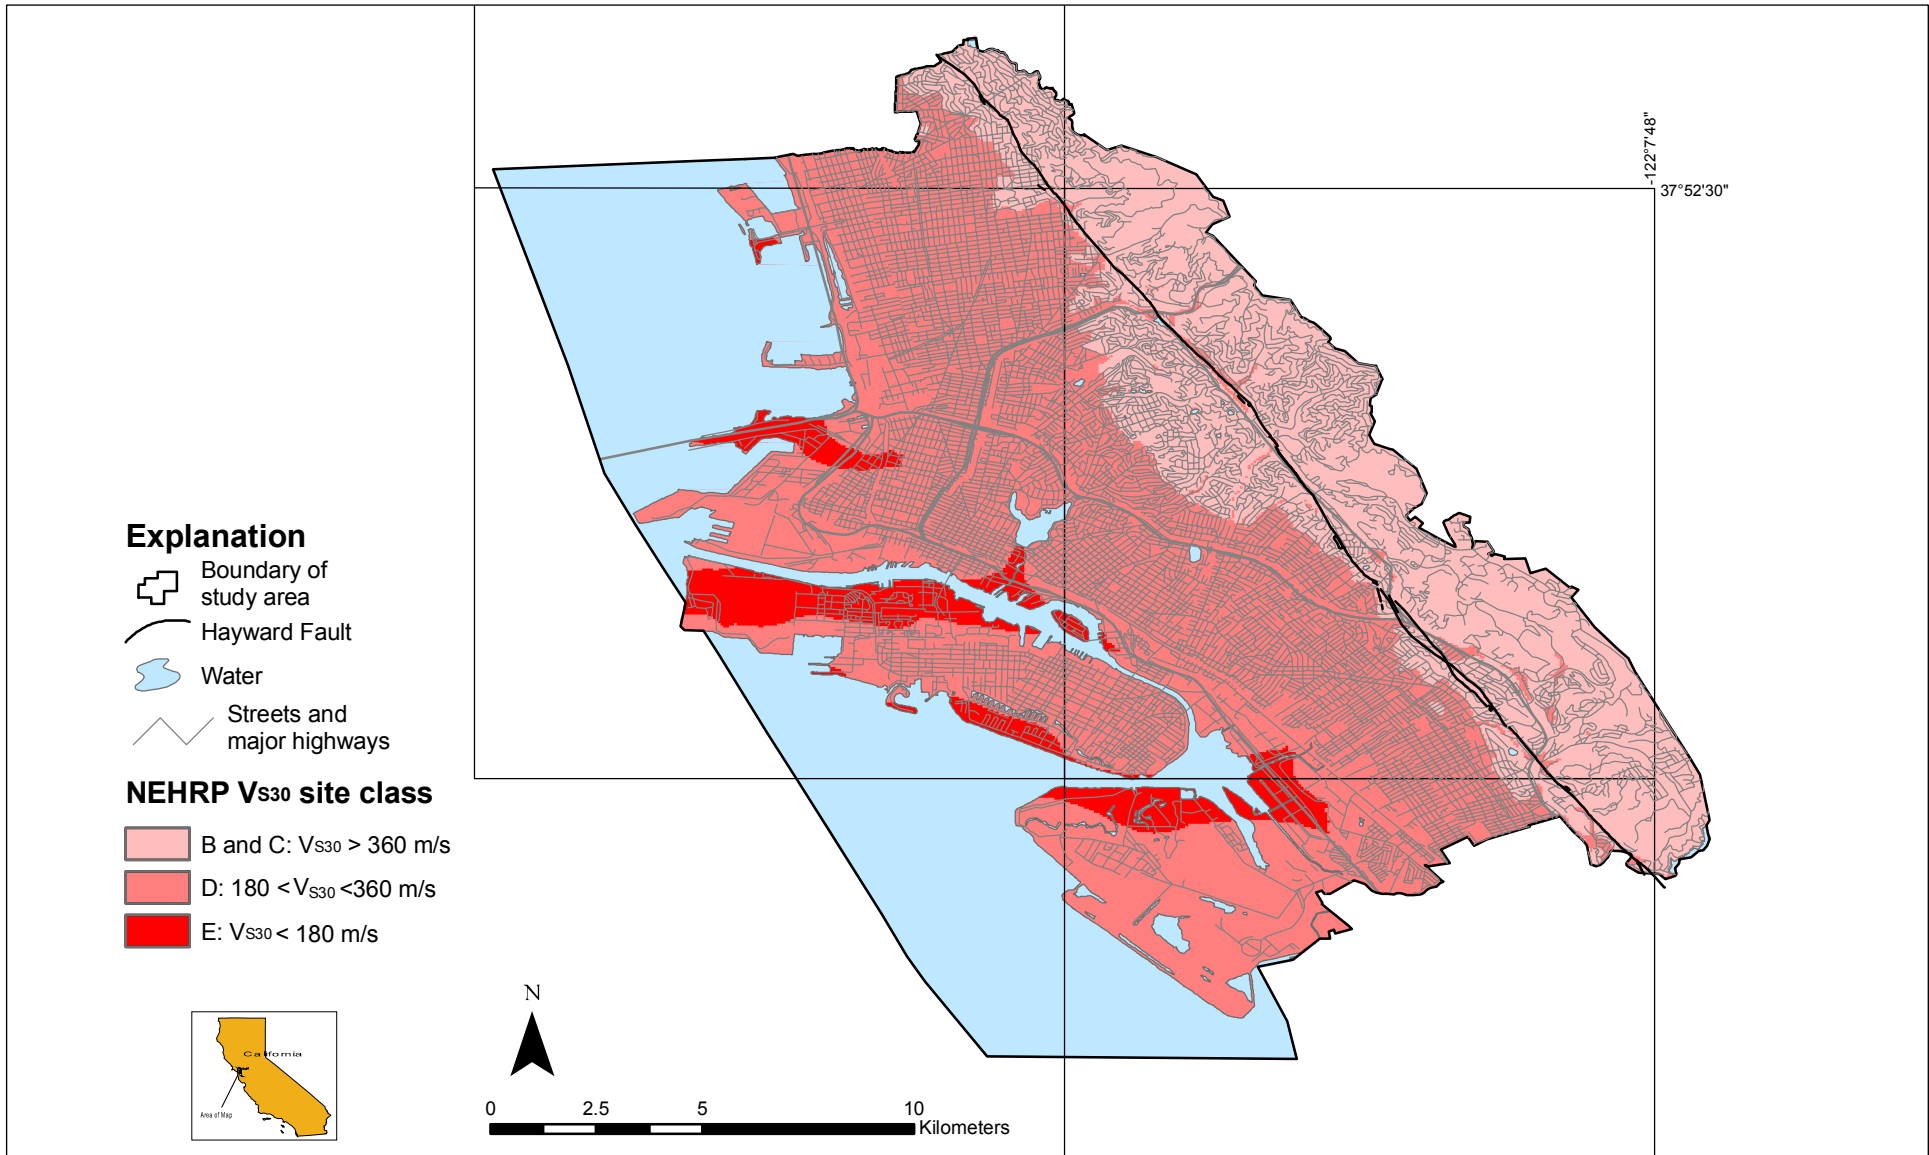 -122°7'48"
37°52'30"
Explanation
Boundary of
study area
Hayward Fault
Water
Streets and
major highways
NEHRP VS30 site class
B and C: VS30 > 360 m/s
D: 180 < VS30 <360 m/s
E: VS30 < 180 m/s
California
Area of Map
N
0 2.5 5 10
Kilometers